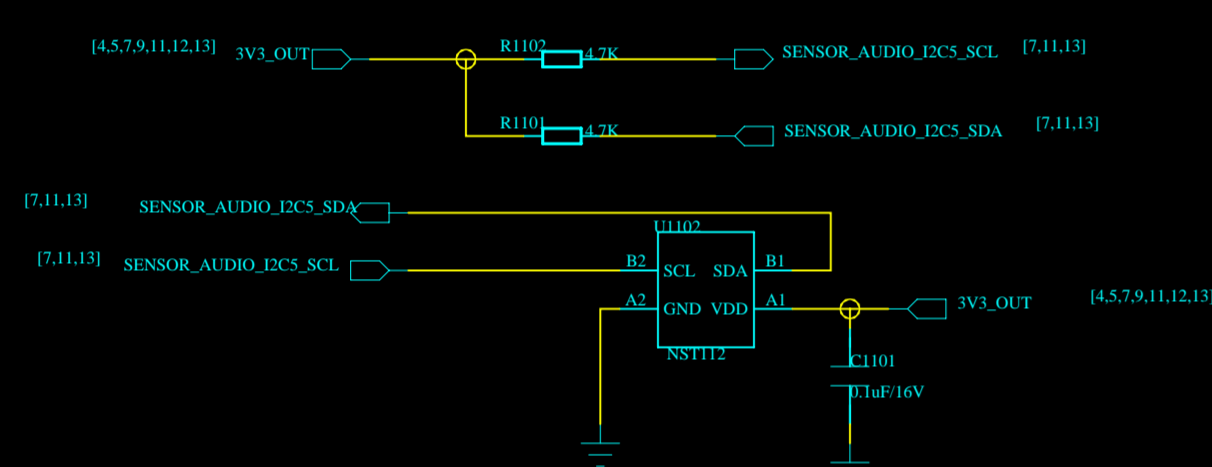 [4,5,7,9,11,12,13] 3V3_OUT R1102 4.7K SENSOR_AUDIO_I2C5_SCL [7,11,13]
R1101 4.7K SENSOR_AUDIO_I2C5_SDA [7,11,13]
[7,11,13] SENSOR_AUDIO_I2C5_SDA
U1102
[7,11,13] SENSOR_AUDIO_I2C5_SCL B2 SCL SDA B1
A2 GND VDD A1 3V3_OUT [4,5,7,9,11,12,13]
NST112
C1101
0.1uF/16V